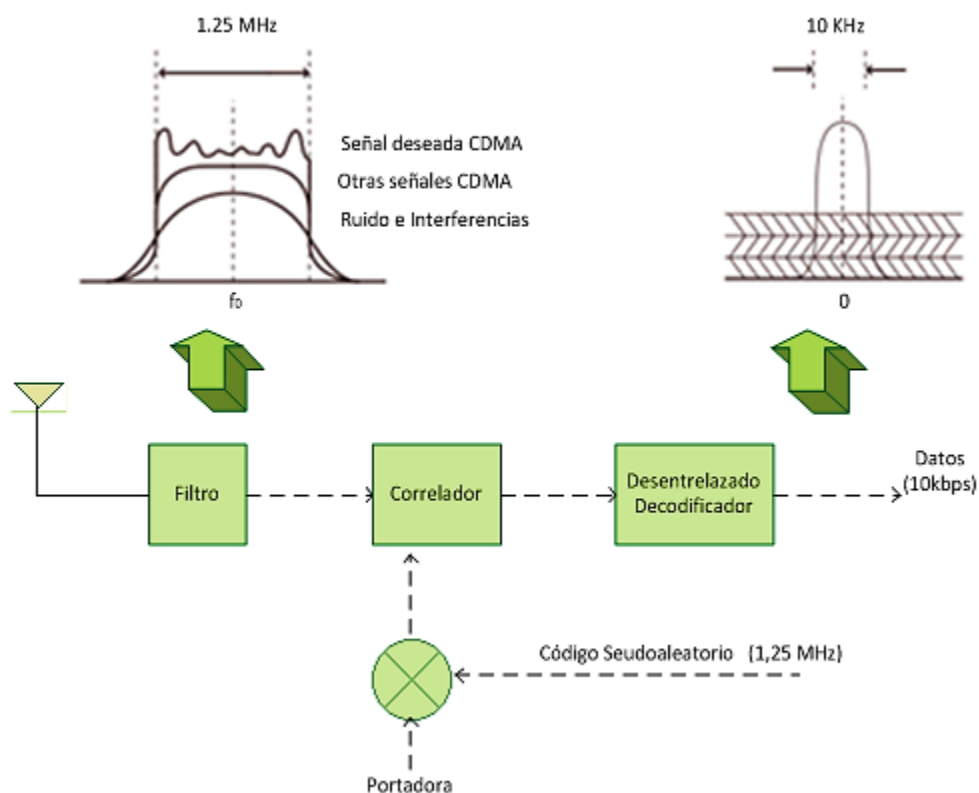 1.25 MHz
10 KHz
Señal deseada CDMA
Otras señales CDMA
Ruido e Interferencias
f₀
0
Filtro
Correlador
Desentrelazado
Decodificador
Datos
(10kbps)
Código Seudoaleatorio (1,25 MHz)
Portadora